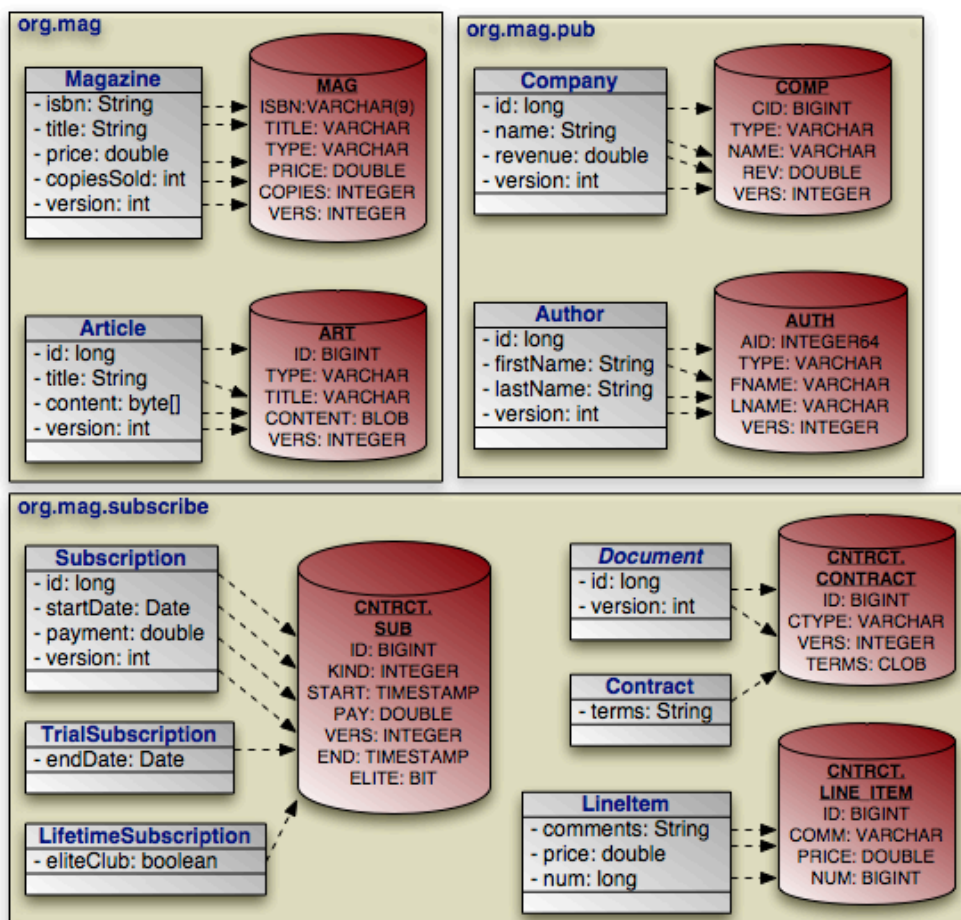 org.mag
Magazine
- isbn: String
- title: String
- price: double
- copiesSold: int
- version: int
MAG
ISBN:VARCHAR(9)
TITLE: VARCHAR
TYPE: VARCHAR
PRICE: DOUBLE
COPIES: INTEGER
VERS: INTEGER
Article
- id: long
- title: String
- content: byte[]
- version: int
ART
ID: BIGINT
TYPE: VARCHAR
TITLE: VARCHAR
CONTENT: BLOB
VERS: INTEGER
org.mag.pub
Company
- id: long
- name: String
- revenue: double
- version: int
COMP
CID: BIGINT
TYPE: VARCHAR
NAME: VARCHAR
REV: DOUBLE
VERS: INTEGER
Author
- id: long
- firstName: String
- lastName: String
- version: int
AUTH
AID: INTEGER64
TYPE: VARCHAR
FNAME: VARCHAR
LNAME: VARCHAR
VERS: INTEGER
org.mag.subscribe
Subscription
- id: long
- startDate: Date
- payment: double
- version: int
TrialSubscription
- endDate: Date
LifetimeSubscription
- eliteClub: boolean
CNTRCT.
SUB
ID: BIGINT
KIND: INTEGER
START: TIMESTAMP
PAY: DOUBLE
VERS: INTEGER
END: TIMESTAMP
ELITE: BIT
Document
- id: long
- version: int
Contract
- terms: String
CNTRCT.
CONTRACT
ID: BIGINT
CTYPE: VARCHAR
VERS: INTEGER
TERMS: CLOB
LineItem
- comments: String
- price: double
- num: long
CNTRCT.
LINE_ITEM
ID: BIGINT
COMM: VARCHAR
PRICE: DOUBLE
NUM: BIGINT